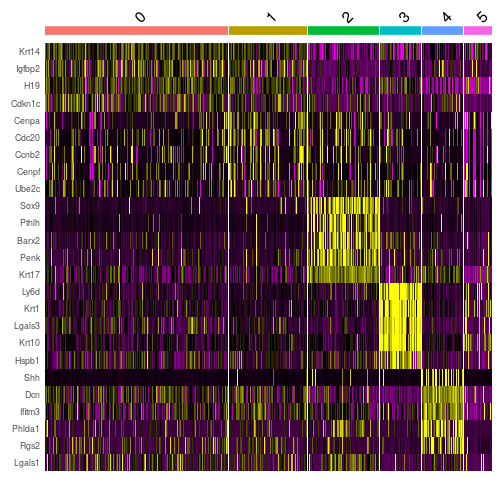 0 1 2 3 4 5
Krt14
Igfbp2
H19
Cdkn1c
Cenpa
Cdc20
Ccnb2
Cenpf
Ube2c
Sox9
Pthlh
Barx2
Penk
Krt17
Ly6d
Krt1
Lgals3
Krt10
Hspb1
Shh
Dcn
Ifitm3
Phlda1
Rgs2
Lgals1